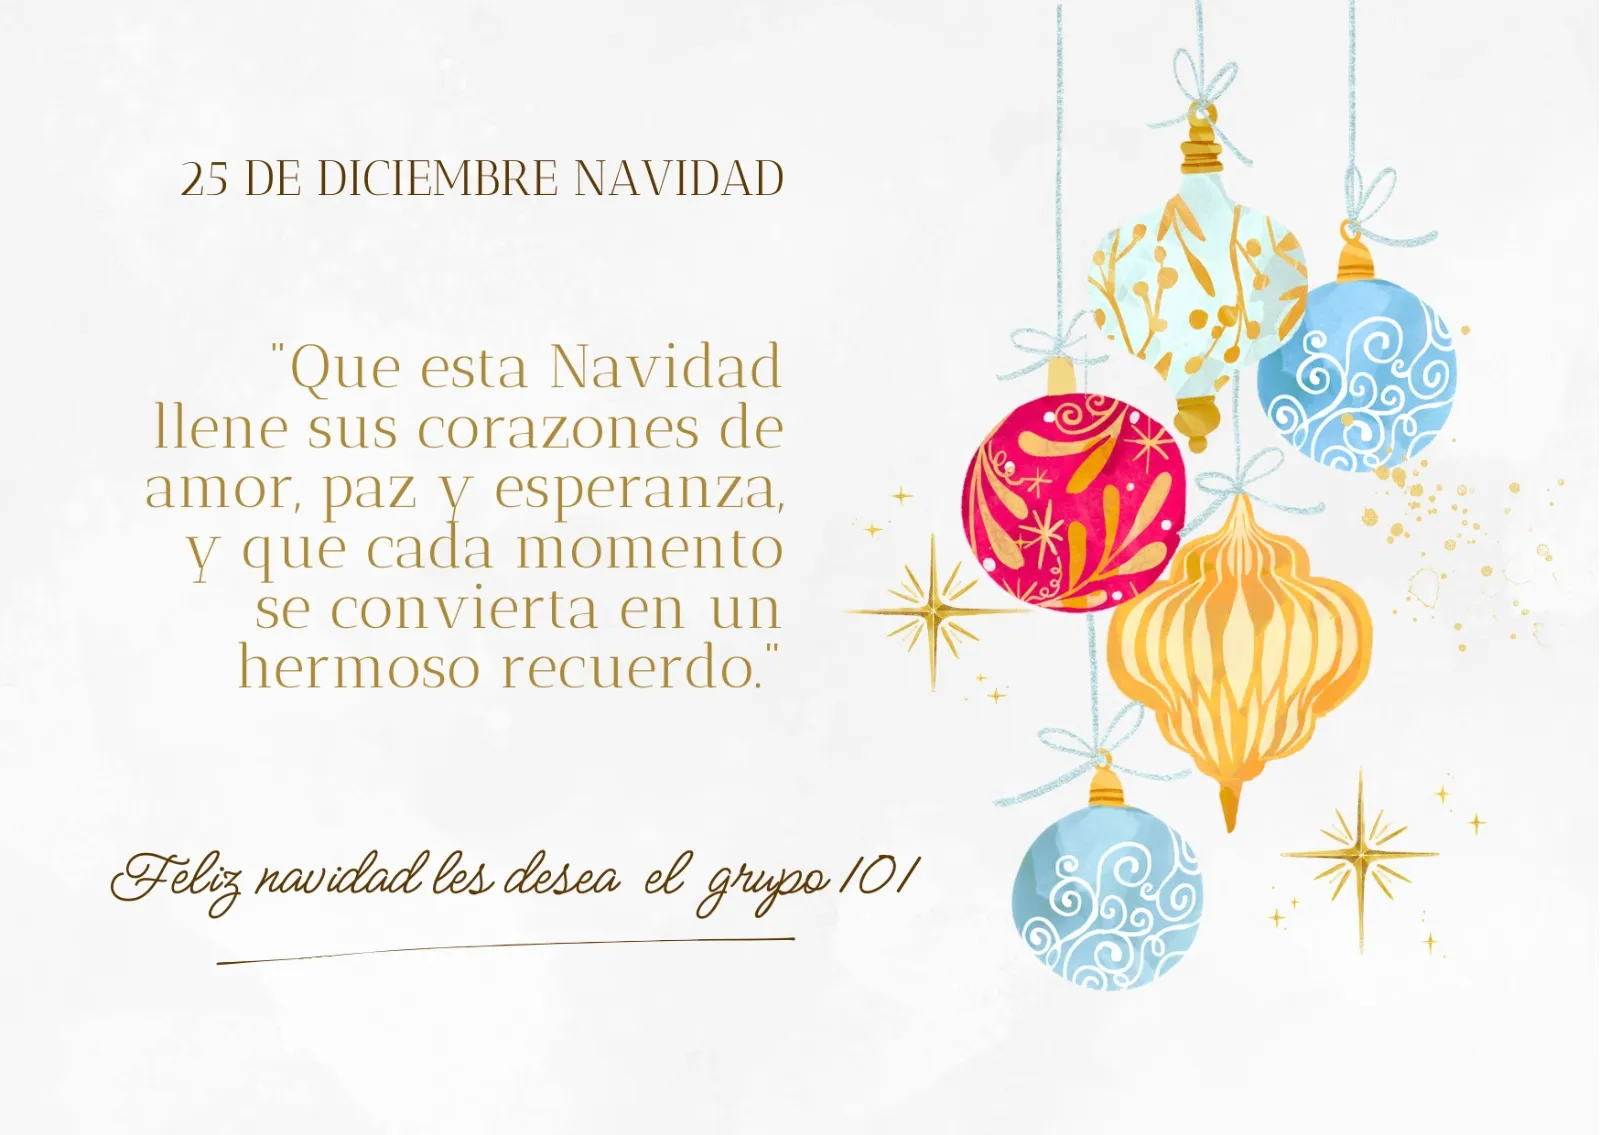 25 DE DICIEMBRE NAVIDAD
"Que esta Navidad
llene sus corazones de
amor, paz y esperanza,
y que cada momento
se convierta en un
hermoso recuerdo."
Feliz navidad les desea el grupo 101